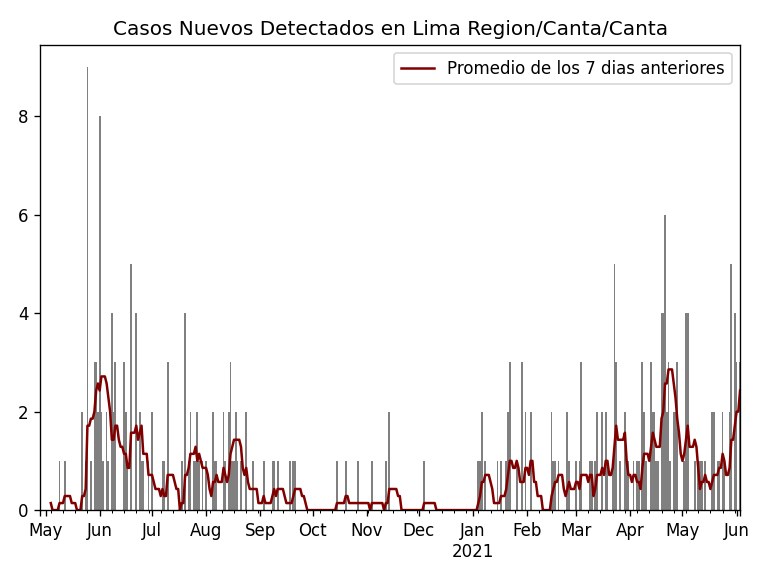 Casos Nuevos Detectados en Lima Region/Canta/Canta
Promedio de los 7 dias anteriores
8
6
4
2
0
May Jun Jul Aug Sep Oct Nov Dec Jan Feb Mar Apr May Jun
2021